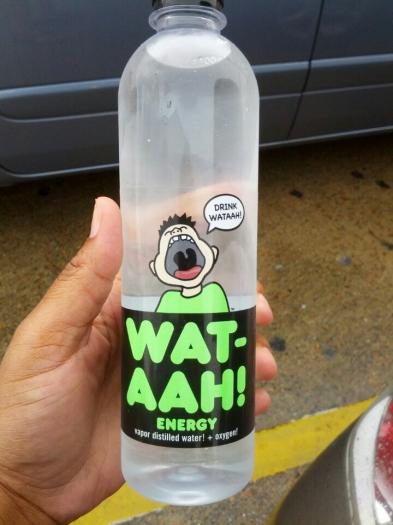 DRINK
WATAAH!
WAT-
AAH!
ENERGY
vapor distilled water! + oxygen!